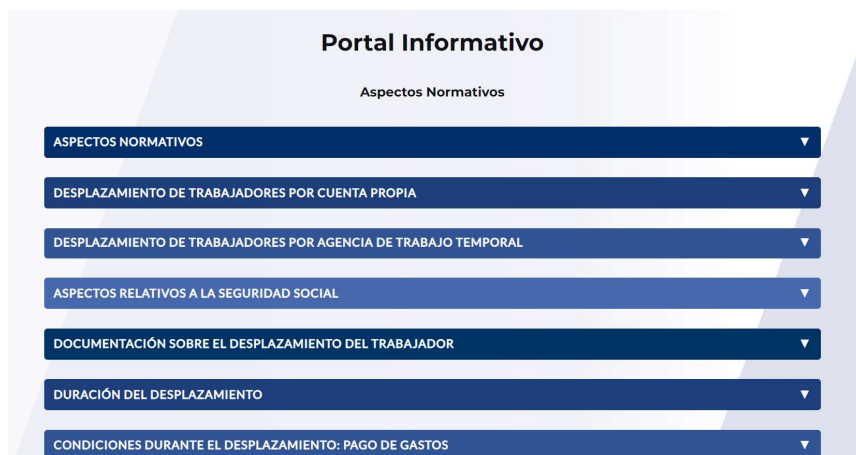 Portal Informativo
Aspectos Normativos
ASPECTOS NORMATIVOS ▼
DESPLAZAMIENTO DE TRABAJADORES POR CUENTA PROPIA ▼
DESPLAZAMIENTO DE TRABAJADORES POR AGENCIA DE TRABAJO TEMPORAL ▼
ASPECTOS RELATIVOS A LA SEGURIDAD SOCIAL ▼
DOCUMENTACIÓN SOBRE EL DESPLAZAMIENTO DEL TRABAJADOR ▼
DURACIÓN DEL DESPLAZAMIENTO ▼
CONDICIONES DURANTE EL DESPLAZAMIENTO: PAGO DE GASTOS ▼